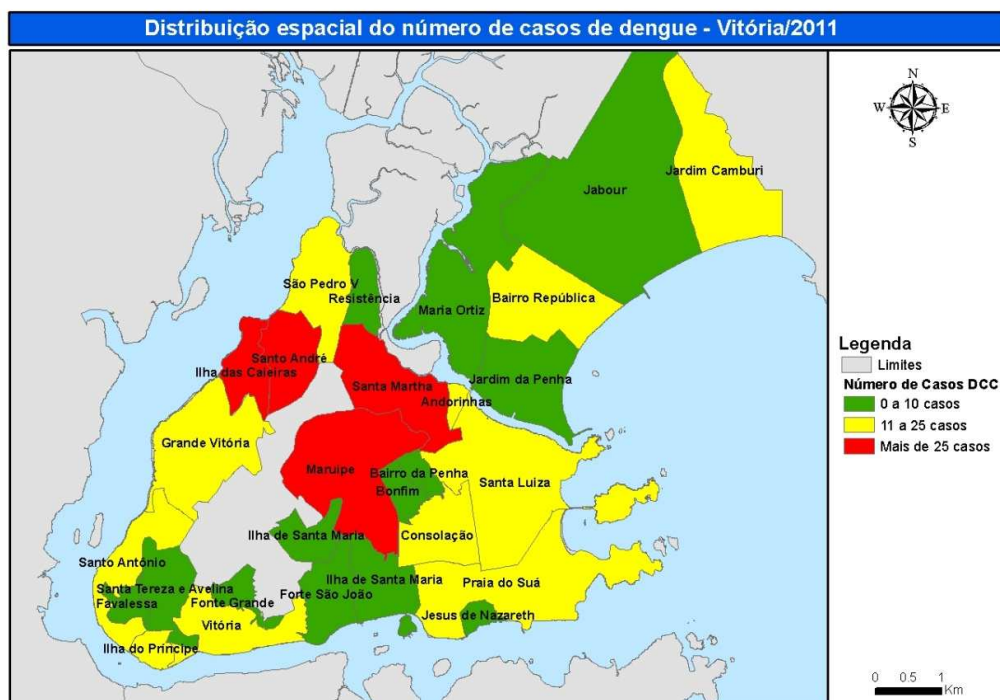 Distribuição espacial do número de casos de dengue - Vitória/2011
N
W E
S
Jardim Camburi
Jabour
São Pedro V
Resistência
Bairro República
Maria Ortiz
Santo André
Ilha das Caieiras
Santa Martha
Jardim da Penha
Andorinhas
Grande Vitória
Maruipe
Bairro da Penha
Bonfim
Santa Luiza
Ilha de Santa Maria
Consolação
Santo Antônio
Santa Tereza e Avelina
Favalessa
Fonte Grande
Forte São João
Ilha de Santa Maria
Praia do Suá
Jesus de Nazareth
Vitória
Ilha do Príncipe
Legenda
Limites
Número de Casos DCC
0 a 10 casos
11 a 25 casos
Mais de 25 casos
0 0.5 1
Km